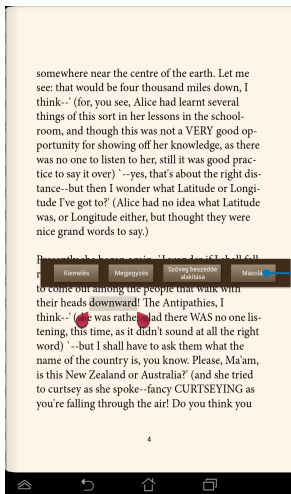 somewhere near the centre of the earth. Let me
see: that would be four thousand miles down, I
think--' (for, you see, Alice had learnt several
things of this sort in her lessons in the school-
room, and though this was not a VERY good op-
portunity for showing off her knowledge, as there
was no one to listen to her, still it was good prac-
tice to say it over) `--yes, that's about the right dis-
tance--but then I wonder what Latitude or Longi-
tude I've got to?' (Alice had no idea what Latitude
was, or Longitude either, but thought they were
nice grand words to say.)
Presently she began again. `I wonder if I shall fall
Kiemelés Megjegyzés Szöveg beszéddé alakítása Másolás
to come out among the people that walk with
their heads downward! The Antipathies, I
think--' (she was rather glad there WAS no one lis-
tening, this time, as it didn't sound at all the right
word) `--but I shall have to ask them what the
name of the country is, you know. Please, Ma'am,
is this New Zealand or Australia?' (and she tried
to curtsey as she spoke--fancy CURTSEYING as
you're falling through the air! Do you think you
4